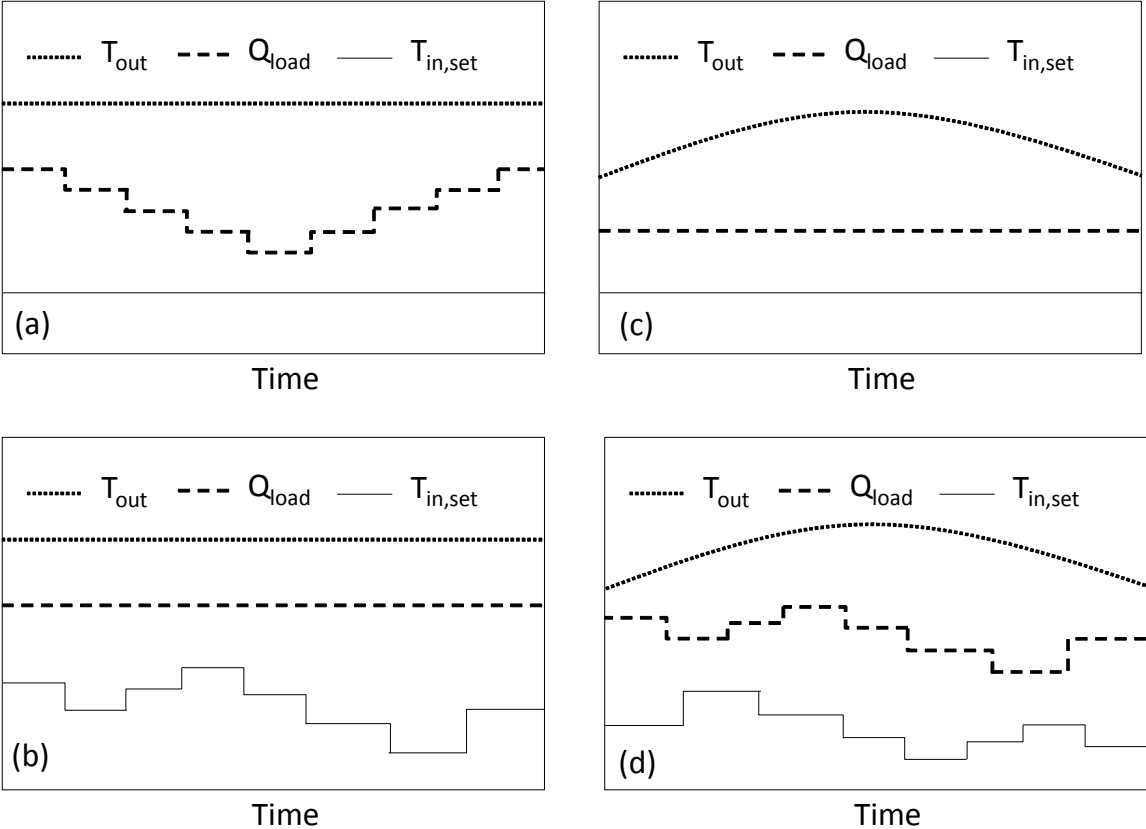 T_out Q_load T_in,set
(a)
Time
T_out Q_load T_in,set
(c)
Time
T_out Q_load T_in,set
(b)
Time
T_out Q_load T_in,set
(d)
Time